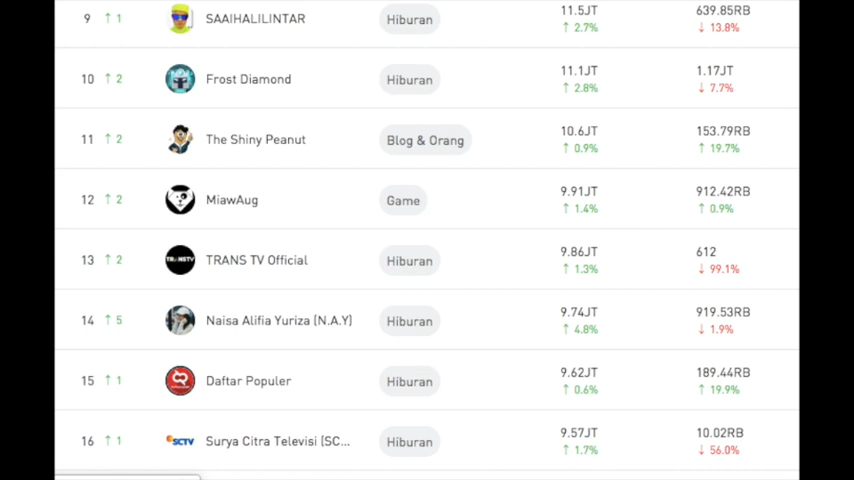 9 ↑ 1 SAAIHALILINTAR Hiburan 11.5JT 639.85RB
↑ 2.7% ↓ 13.8%
10 ↑ 2 Frost Diamond Hiburan 11.1JT 1.17JT
↑ 2.8% ↓ 7.7%
11 ↑ 2 The Shiny Peanut Blog & Orang 10.6JT 153.79RB
↑ 0.9% ↑ 19.7%
12 ↑ 2 MiawAug Game 9.91JT 912.42RB
↑ 1.4% ↑ 0.9%
13 ↑ 2 TRANS TV Official Hiburan 9.86JT 612
↑ 1.3% ↓ 99.1%
14 ↑ 5 Naisa Alifia Yuriza (N.A.Y) Hiburan 9.74JT 919.53RB
↑ 4.8% ↓ 1.9%
15 ↑ 1 Daftar Populer Hiburan 9.62JT 189.44RB
↑ 0.6% ↑ 19.9%
16 ↑ 1 SCTV Surya Citra Televisi (SC... Hiburan 9.57JT 10.02RB
↑ 1.7% ↓ 56.0%